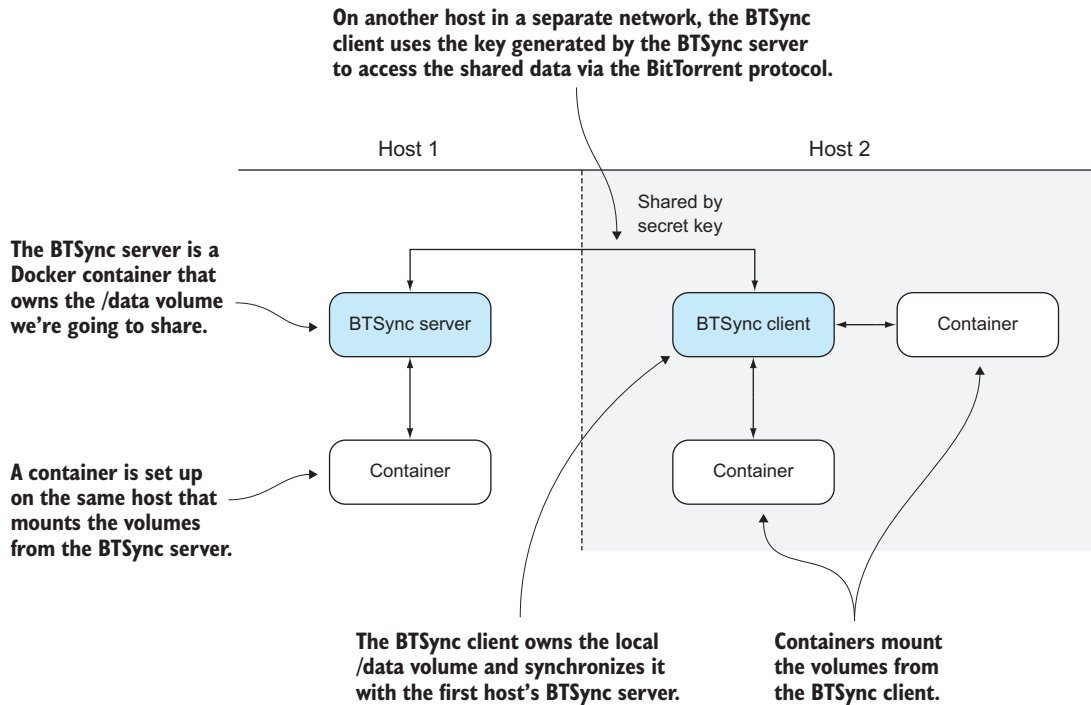 On another host in a separate network, the BTSync
client uses the key generated by the BTSync server
to access the shared data via the BitTorrent protocol.
Host 1
Host 2
Shared by
secret key
The BTSync server is a
Docker container that
owns the /data volume
we're going to share.
BTSync server
BTSync client
Container
A container is set up
on the same host that
mounts the volumes
from the BTSync server.
Container
Container
The BTSync client owns the local
/data volume and synchronizes it
with the first host's BTSync server.
Containers mount
the volumes from
the BTSync client.